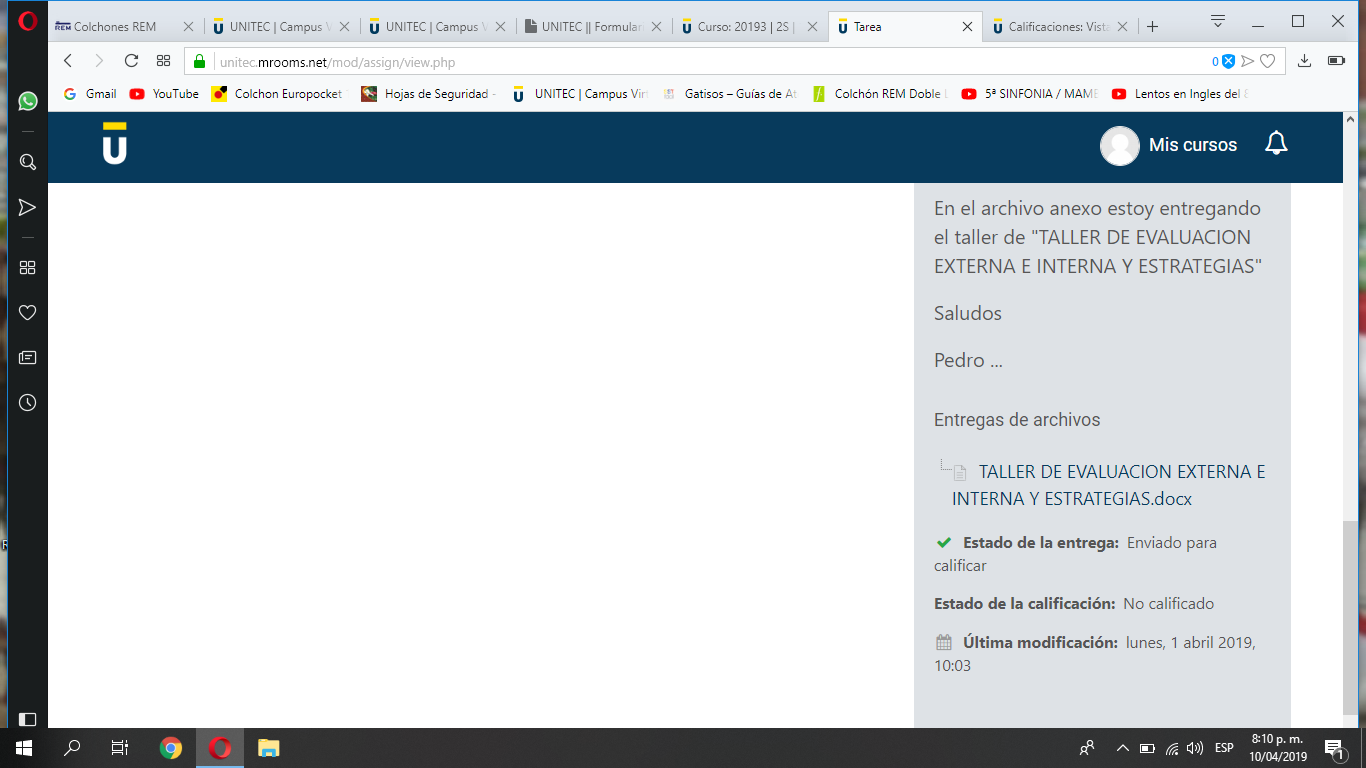 Colchones REM
UNITEC | Campus V
UNITEC | Campus V
UNITEC || Formular
Curso: 20193 | 2S |
Tarea
Calificaciones: Vista
unitec.mrooms.net/mod/assign/view.php
0
Gmail
YouTube
Colchon Europocket
Hojas de Seguridad -
UNITEC | Campus Vir
Gatisos – Guías de At
Colchón REM Doble
5ª SINFONIA / MAME
Lentos en Ingles del
Mis cursos
En el archivo anexo estoy entregando
el taller de "TALLER DE EVALUACION
EXTERNA E INTERNA Y ESTRATEGIAS"
Saludos
Pedro ...
Entregas de archivos
TALLER DE EVALUACION EXTERNA E
INTERNA Y ESTRATEGIAS.docx
Estado de la entrega: Enviado para
calificar
Estado de la calificación: No calificado
Última modificación: lunes, 1 abril 2019,
10:03
ESP
8:10 p. m.
10/04/2019
1